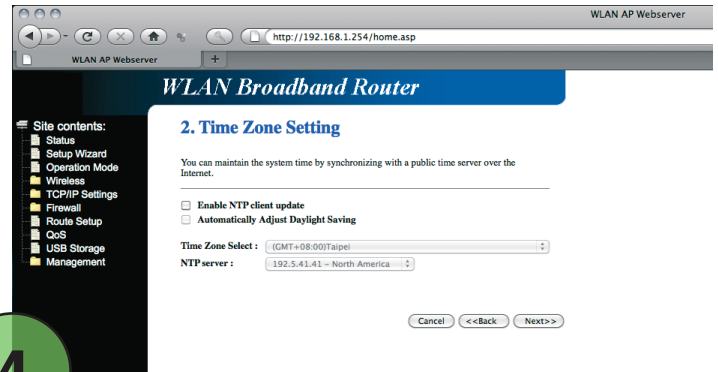 WLAN AP Webserver
http://192.168.1.254/home.asp
WLAN AP Webserver
+
WLAN Broadband Router
Site contents:
Status
Setup Wizard
Operation Mode
Wireless
TCP/IP Settings
Firewall
Route Setup
QoS
USB Storage
Management
2. Time Zone Setting
You can maintain the system time by synchronizing with a public time server over the
Internet.
Enable NTP client update
Automatically Adjust Daylight Saving
Time Zone Select : (GMT+08:00)Taipei
NTP server : 192.5.41.41 – North America
Cancel <<Back Next>>
4